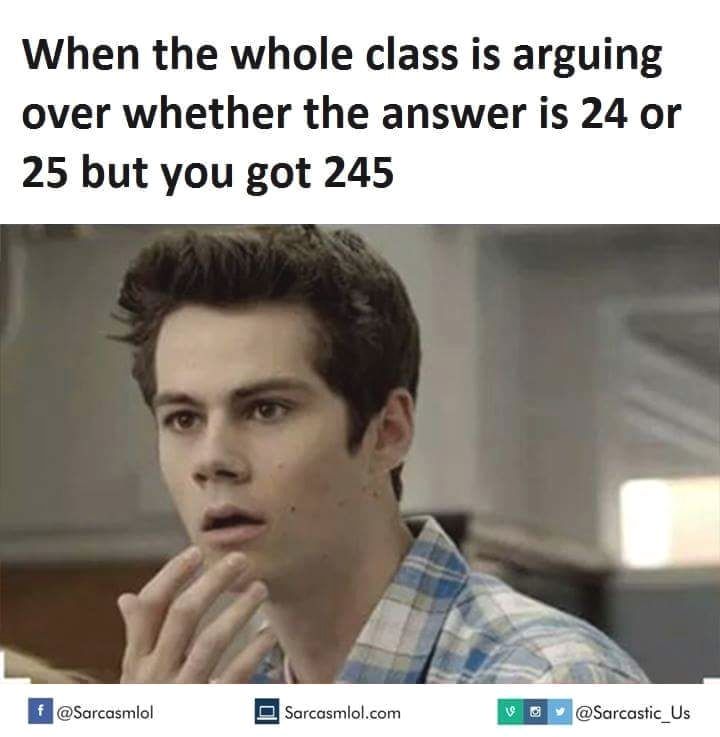 When the whole class is arguing
over whether the answer is 24 or
25 but you got 245
@Sarcasmlol
Sarcasmlol.com
@Sarcastic_Us